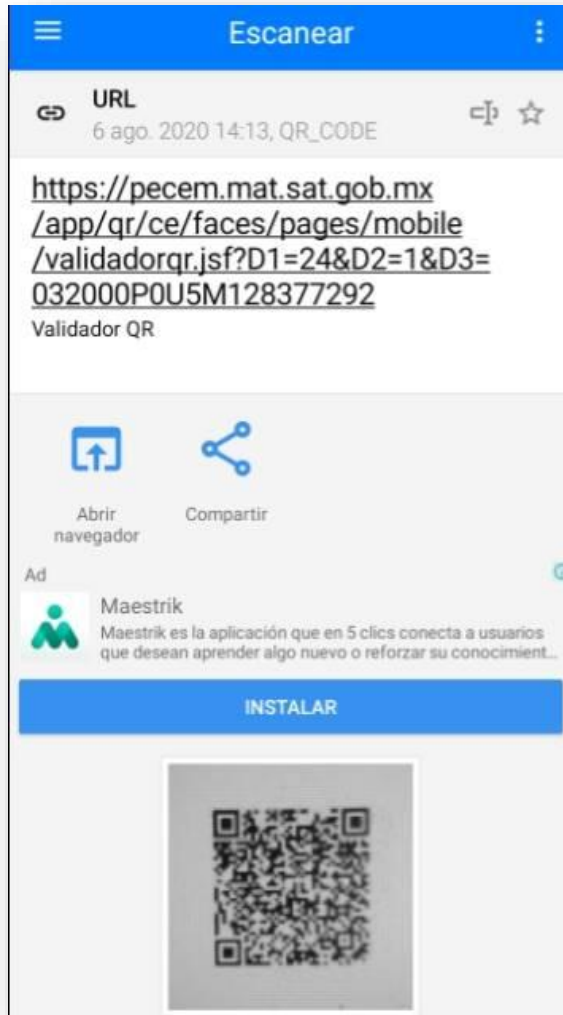 Escanear
URL
6 ago. 2020 14:13, QR_CODE
https://pecem.mat.sat.gob.mx
/app/qr/ce/faces/pages/mobile
/validadorqr.jsf?D1=24&D2=1&D3=
032000P0U5M128377292
Validador QR
Abrir
navegador
Compartir
Ad
Maestrik
Maestrik es la aplicación que en 5 clics conecta a usuarios
que desean aprender algo nuevo o reforzar su conocimient...
INSTALAR